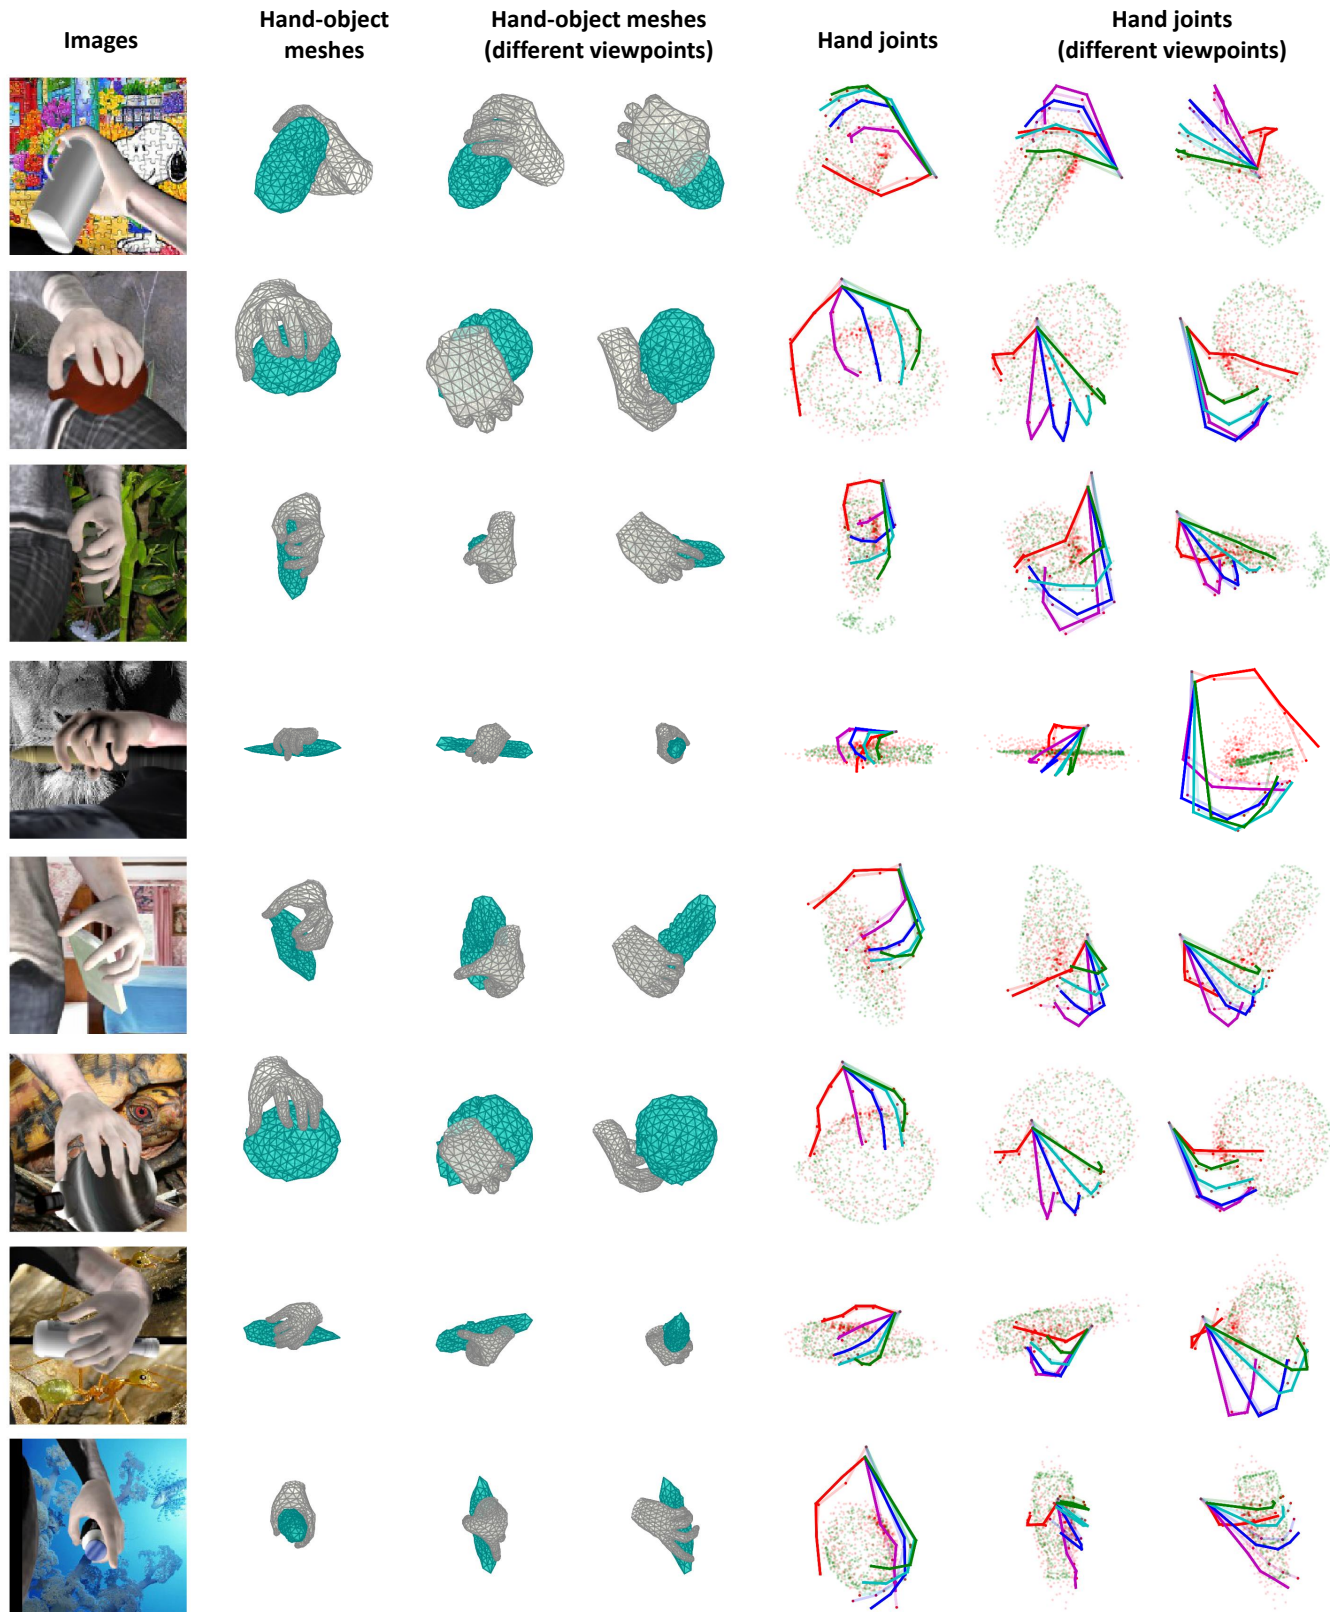 Images
Hand-object
meshes
Hand-object meshes
(different viewpoints)
Hand joints
Hand joints
(different viewpoints)